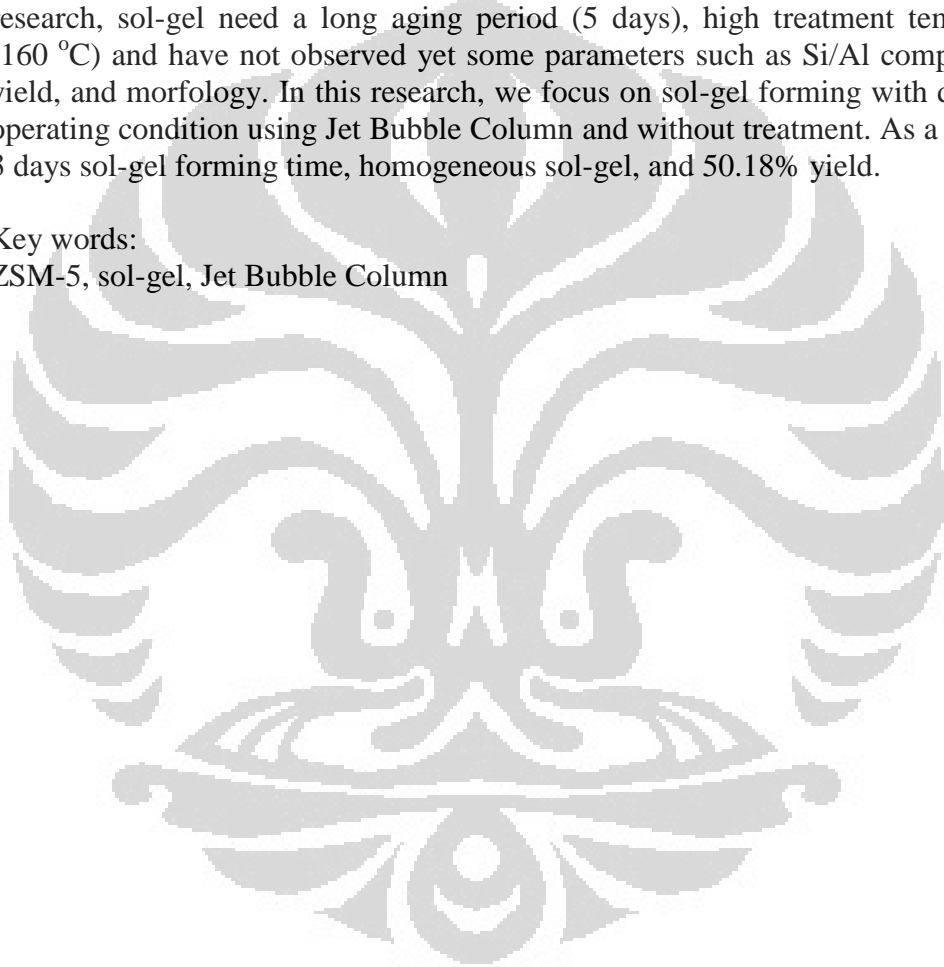 research, sol-gel need a long aging period (5 days), high treatment
160 °C) and have not observed yet some parameters such as Si/Al
yield, and morfology. In this research, we focus on sol-gel forming with
operating condition using Jet Bubble Column and without treatment. As a
3 days sol-gel forming time, homogeneous sol-gel, and 50.18% yield.
Key words:
ZSM-5, sol-gel, Jet Bubble Column